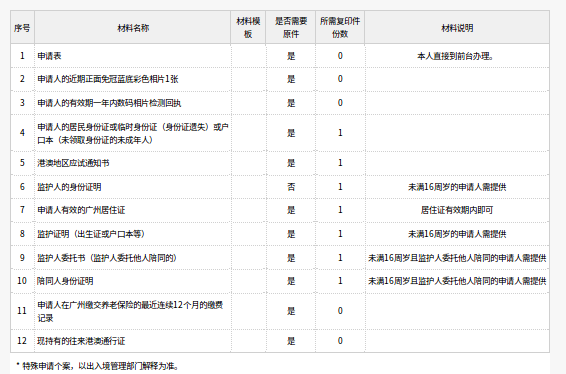 序号 材料名称 材料模板 是否需要原件 所需复印件份数 材料说明
1 申请表 是 0 本人直接到前台办理。
2 申请人的近期正面免冠蓝底彩色相片1张 是 0
3 申请人的有效期一年内数码相片检测回执 是 0
4 申请人的居民身份证或临时身份证（身份证遗失）或户口本（未领取身份证的未成年人） 是 1
5 港澳地区应试通知书 是 1
6 监护人的身份证明 否 1 未满16周岁的申请人需提供
7 申请人有效的广州居住证 是 1 居住证有效期内即可
8 监护证明（出生证或户口本等） 是 1 未满16周岁的申请人需提供
9 监护人委托书（监护人委托他人陪同的） 是 1 未满16周岁且监护人委托他人陪同的申请人需提供
10 陪同人身份证明 是 1 未满16周岁且监护人委托他人陪同的申请人需提供
11 申请人在广州缴交养老保险的最近连续12个月的缴费记录 是 0
12 现持有的往来港澳通行证 是 0
* 特殊申请个案，以出入境管理部门解释为准。